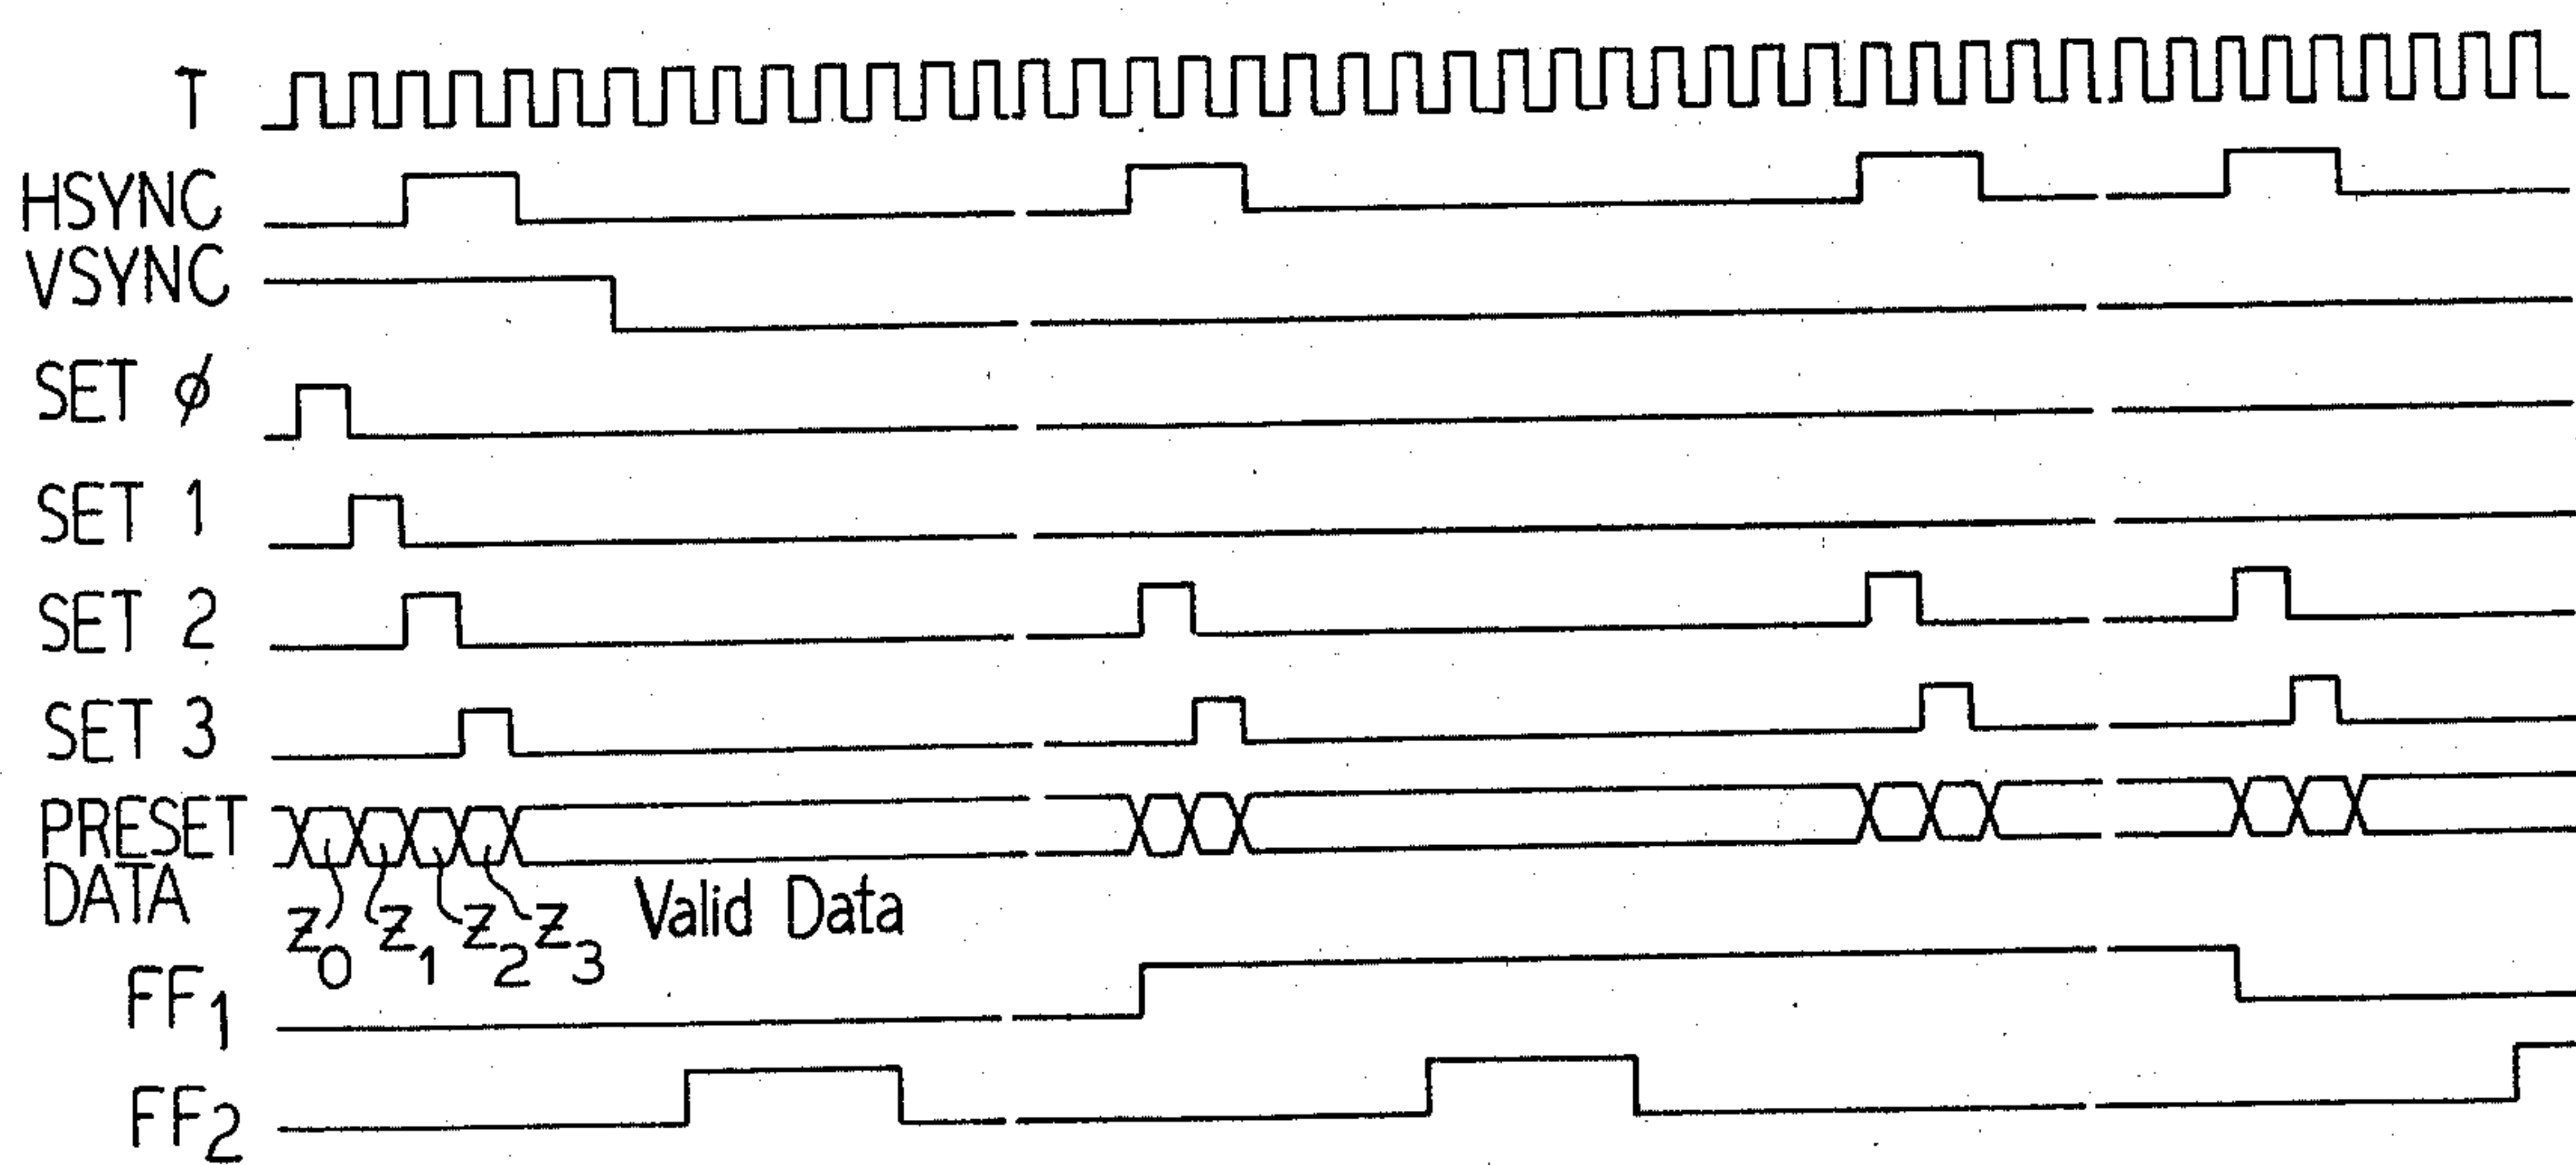 T
HSYNC
VSYNC
SET ϕ
SET 1
SET 2
SET 3
PRESET
DATA
Z0 Z1 Z2 Z3 Valid Data
FF1
FF2